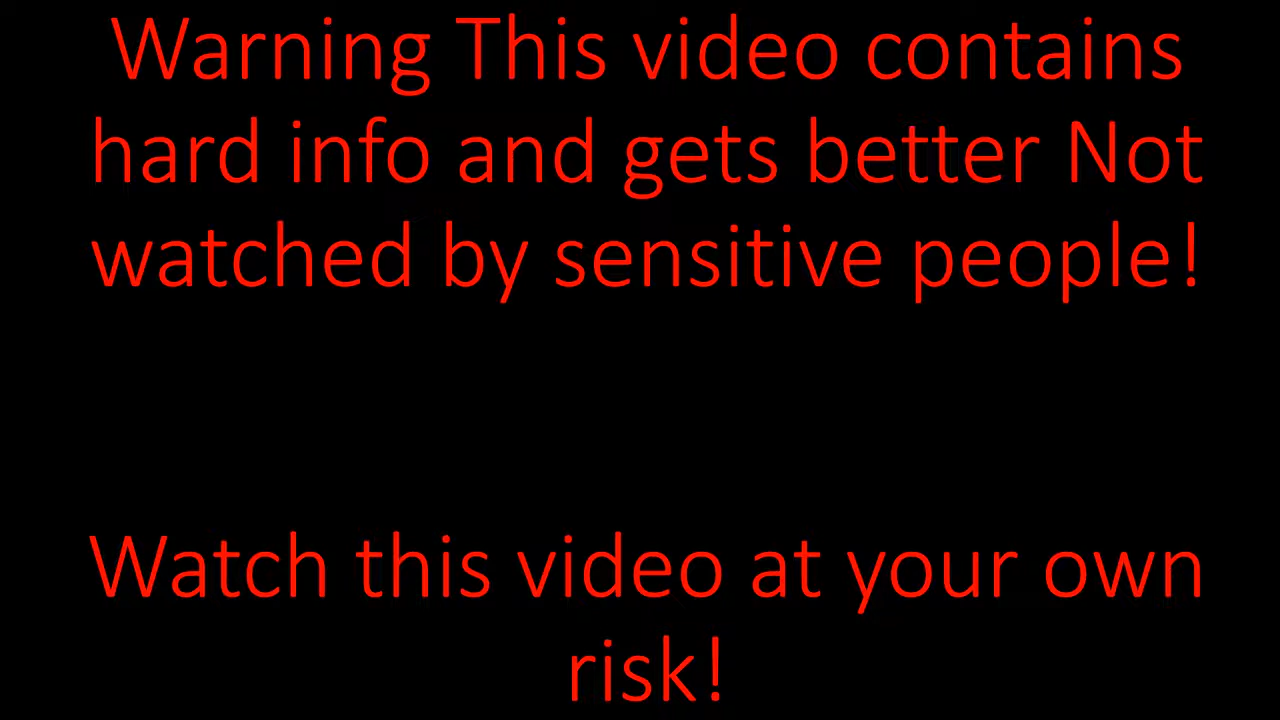 Warning This video contains
hard info and gets better Not
watched by sensitive people!
Watch this video at your own
risk!